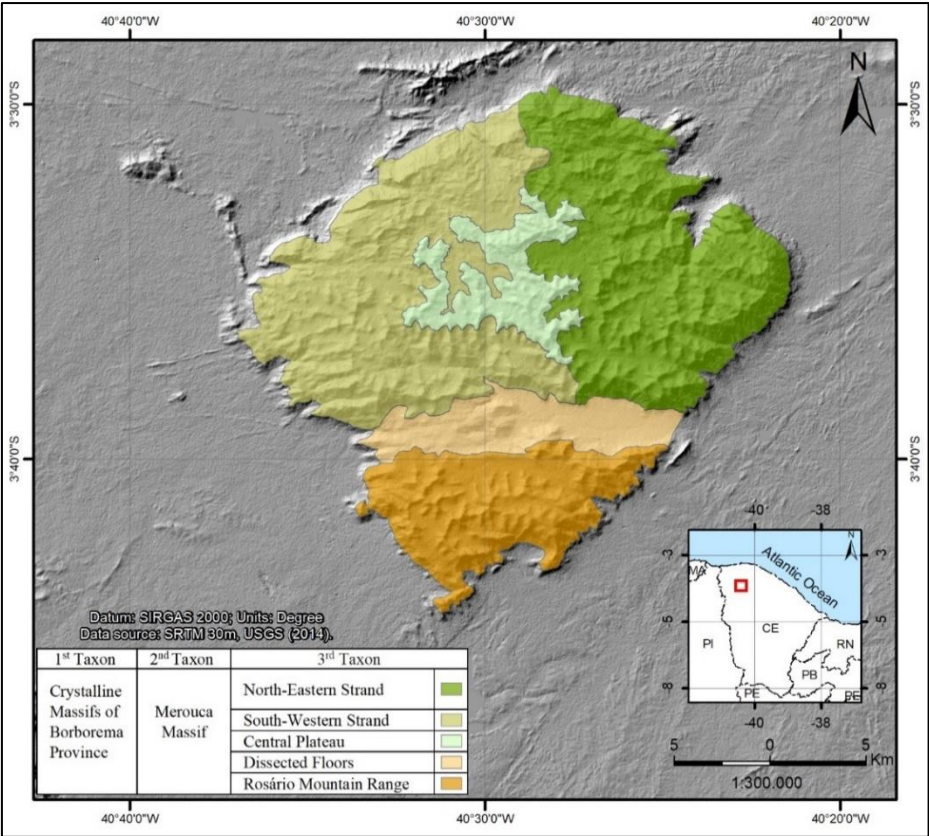 40°40'0"W 40°30'0"W 40°20'0"W
N
3°30'0"S 3°30'0"S
3°40'0"S 3°40'0"S
-40° -38
N
-3
Atlantic Ocean
MA
-5
CE
PI
RN
PB
PE
PE
-8
-40 -38
5 0 5
Km
1:300.000
Datum: SIRGAS 2000; Units: Degree
Data source: SRTM 30m, USGS (2014).
1st Taxon 2nd Taxon 3rd Taxon
Crystalline
Massifs of
Borborema
Province
Merouca
Massif
North-Eastern Strand
South-Western Strand
Central Plateau
Dissected Floors
Rosário Mountain Range
40°40'0"W 40°30'0"W 40°20'0"W